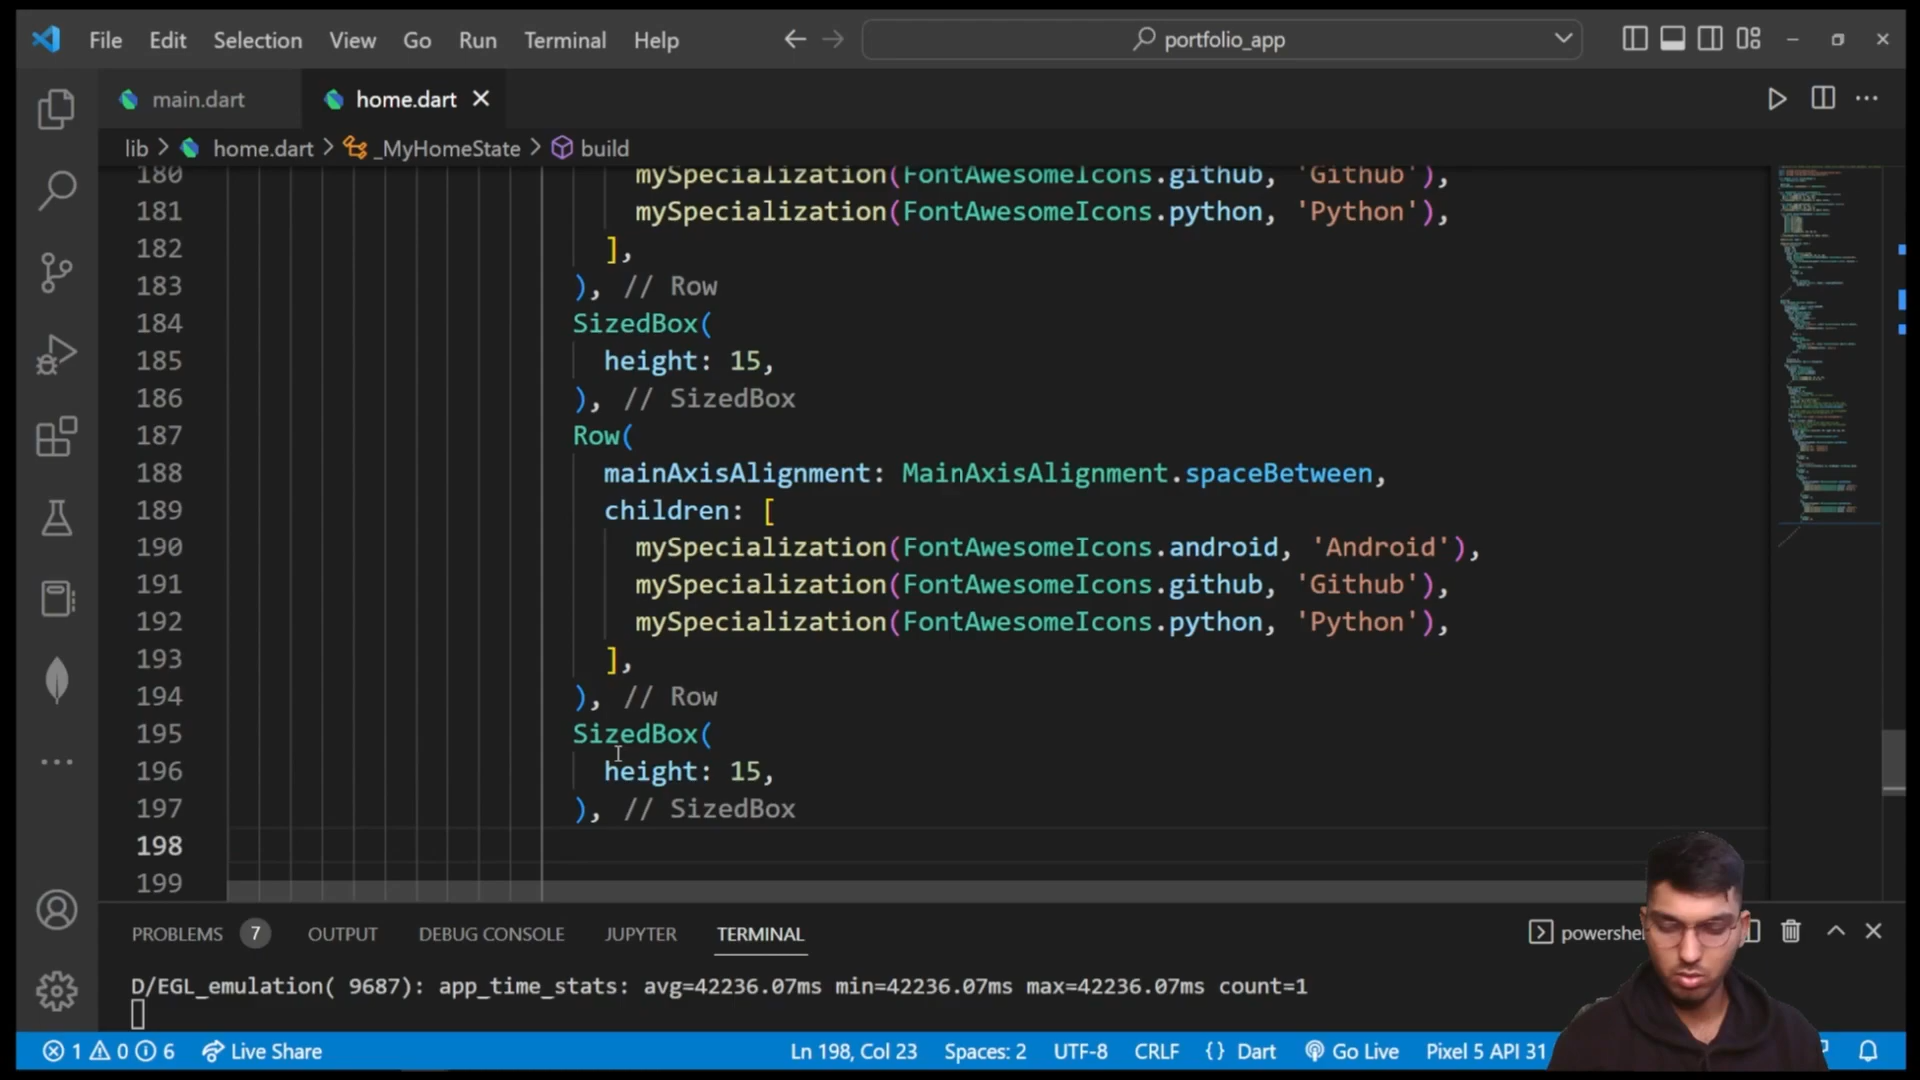 File Edit Selection View Go Run Terminal Help portfolio_app
main.dart home.dart
lib > home.dart > _MyHomeState > build
180 mySpecialization(FontAwesomeIcons.github, 'Github'),
181 mySpecialization(FontAwesomeIcons.python, 'Python'),
182 ],
183 ), // Row
184 SizedBox(
185 height: 15,
186 ), // SizedBox
187 Row(
188 mainAxisAlignment: MainAxisAlignment.spaceBetween,
189 children: [
190 mySpecialization(FontAwesomeIcons.android, 'Android'),
191 mySpecialization(FontAwesomeIcons.github, 'Github'),
192 mySpecialization(FontAwesomeIcons.python, 'Python'),
193 ],
194 ), // Row
195 SizedBox(
196 height: 15,
197 ), // SizedBox
198
199
PROBLEMS 7 OUTPUT DEBUG CONSOLE JUPYTER TERMINAL powershe
D/EGL_emulation( 9687): app_time_stats: avg=42236.07ms min=42236.07ms max=42236.07ms count=1
1 0 6 Live Share Ln 198, Col 23 Spaces: 2 UTF-8 CRLF {} Dart Go Live Pixel 5 API 31